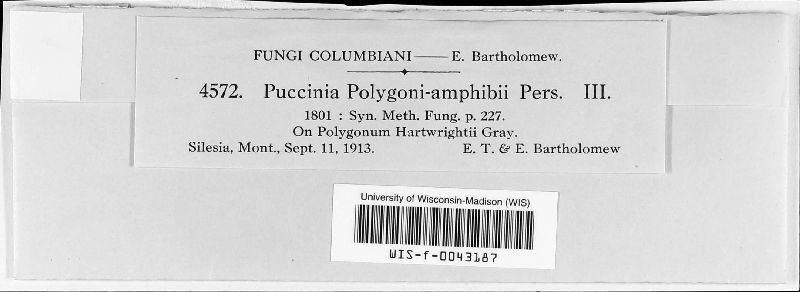 FUNGI COLUMBIANI — E. Bartholomew.
4572. Puccinia Polygoni-amphibii Pers. III.
1801 : Syn. Meth. Fung. p. 227.
On Polygonum Hartwrightii Gray.
Silesia, Mont., Sept. 11, 1913. E. T. & E. Bartholomew
University of Wisconsin-Madison (WIS)
WIS-f-0043187